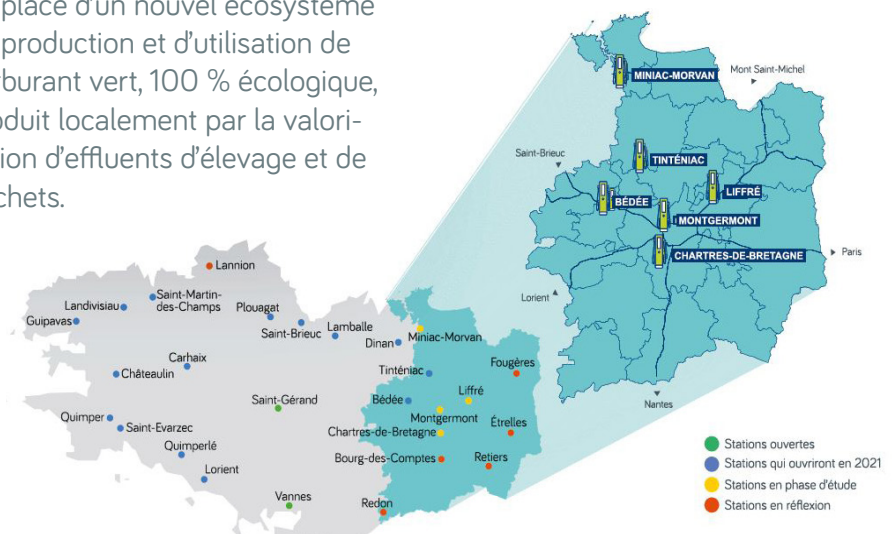 place d'un nouvel écosystème
production et d'utilisation de
burant vert, 100 % écologique,
duit localement par la valori-
ion d'effluents d'élevage et de
chets.
MINIAC-MORVAN
Mont Saint-Michel
Saint-Brieuc
TINTÉNIAC
LIFFRÉ
BÉDÉE
MONTGERMONT
CHARTRES-DE-BRETAGNE
Paris
Lorient
Nantes
Lannion
Saint-Martin-
des-Champs
Landivisiau
Plouagat
Guipavas
Saint-Brieuc
Lamballe
Dinan
Miniac-Morvan
Carhaix
Châteaulin
Tinténiac
Fougères
Saint-Gérand
Bédée
Liffré
Quimper
Saint-Evarzec
Montgermont
Chartres-de-Bretagne
Étrelles
Quimperlé
Bourg-des-Comptes
Retiers
Lorient
Vannes
Redon
Stations ouvertes
Stations qui ouvriront en 2021
Stations en phase d'étude
Stations en réflexion